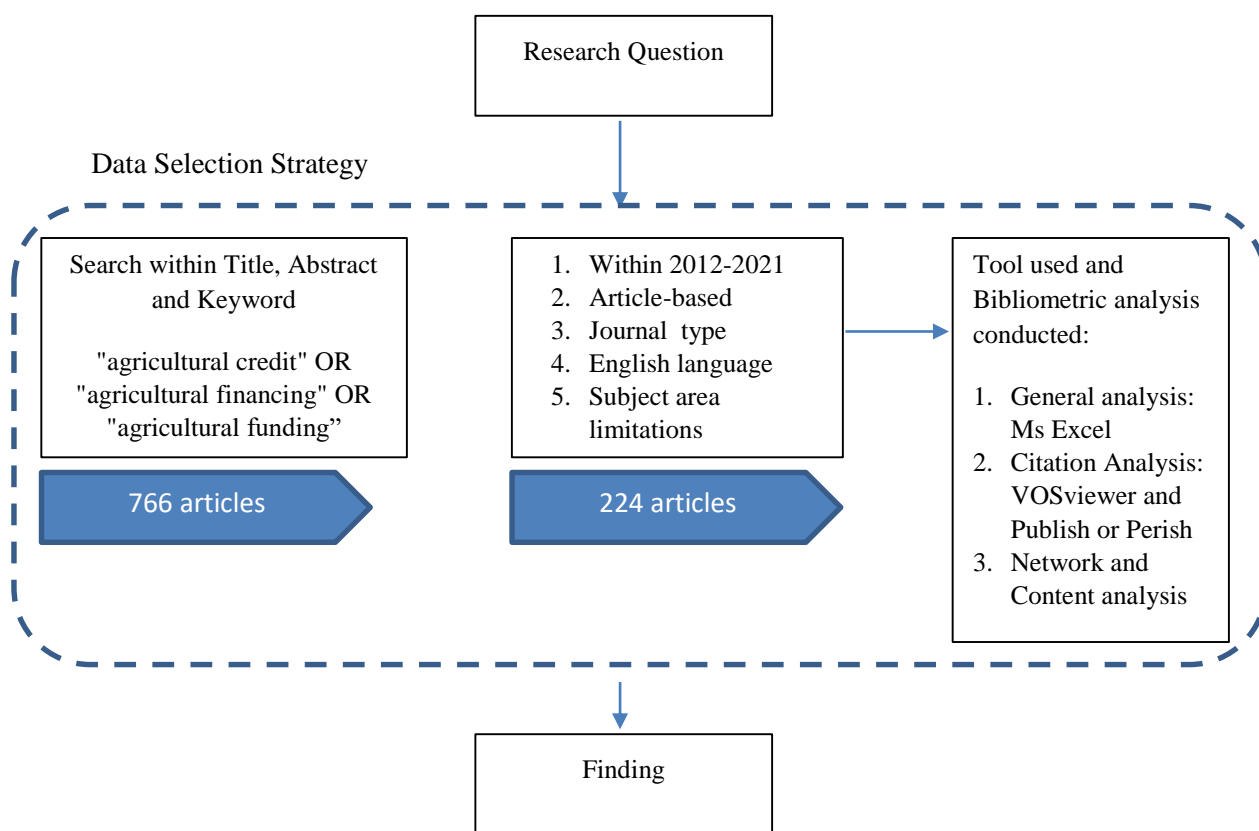 Research Question
Data Selection Strategy
Search within Title, Abstract
and Keyword
"agricultural credit" OR
"agricultural financing" OR
"agricultural funding”
766 articles
1. Within 2012-2021
2. Article-based
3. Journal type
4. English language
5. Subject area
limitations
224 articles
Tool used and
Bibliometric analysis
conducted:
1. General analysis:
Ms Excel
2. Citation Analysis:
VOSviewer and
Publish or Perish
3. Network and
Content analysis
Finding